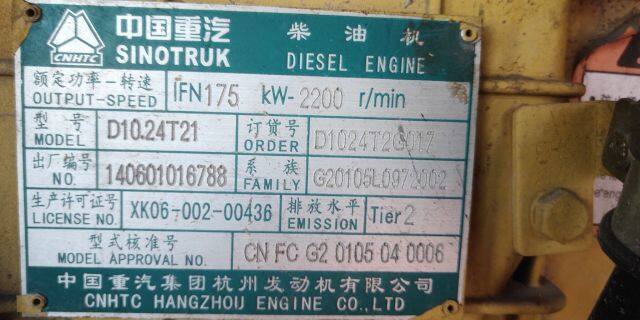 中国重汽 柴油机
CNHTC SINOTRUK DIESEL ENGINE
额定功率-转速 IFN175 kW-2200 r/min
OUTPUT-SPEED
型号 D10.24T21 订货号 D1024T2G017
MODEL ORDER
出厂编号 140601016788 系族 G20105L0972002
NO. FAMILY
生产许可证号 XK06-002-00436 排放水平 Tier2
LICENSE NO. EMISSION
型式核准号 CN FC G2 0105 04 0006
MODEL APPROVAL NO.
中国重汽集团杭州发动机有限公司
CNHTC HANGZHOU ENGINE CO.,LTD